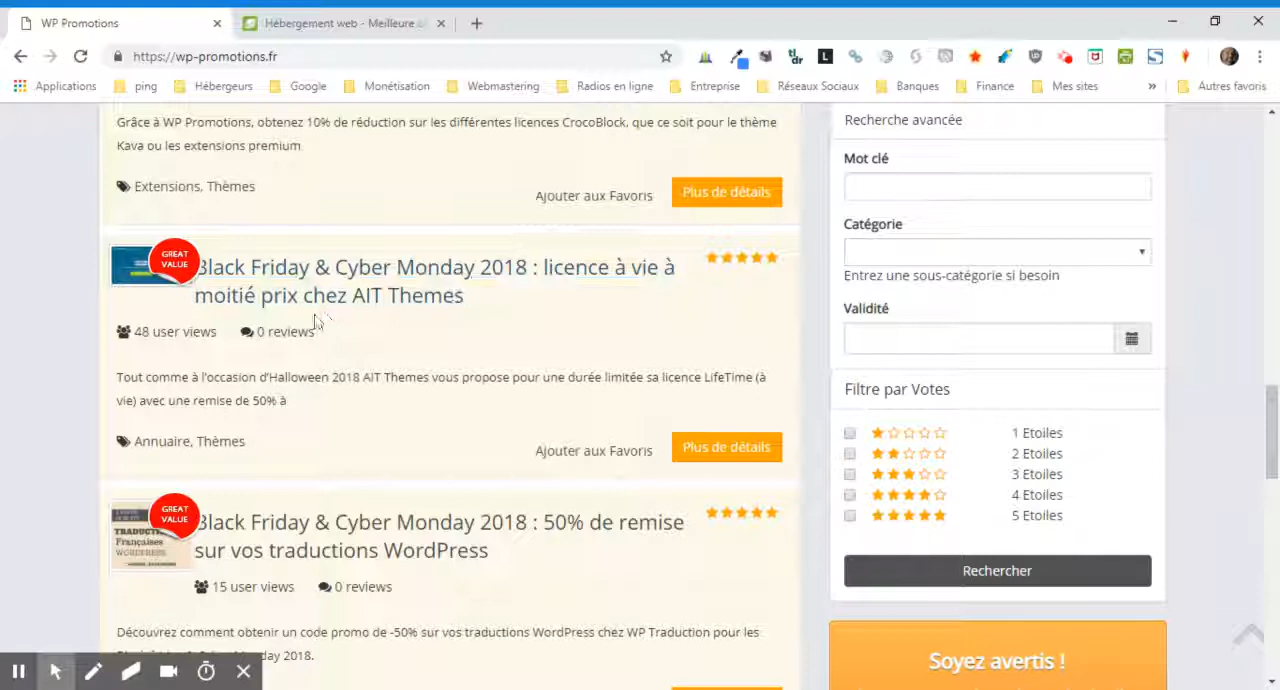 WP Promotions
Hébergement web - Meilleure
https://wp-promotions.fr
Applications ping Hébergeurs Google Monétisation Webmastering Radios en ligne Entreprise Réseaux Sociaux Banques Finance Mes sites » Autres favoris
Grâce à WP Promotions, obtenez 10% de réduction sur les différentes licences CrocoBlock, que ce soit pour le thème
Kava ou les extensions premium
Extensions, Thèmes
Ajouter aux Favoris
Plus de détails
GREAT
VALUE
Black Friday & Cyber Monday 2018 : licence à vie à
moitié prix chez AIT Themes
48 user views 0 reviews
Tout comme à l'occasion d'Halloween 2018 AIT Themes vous propose pour une durée limitée sa licence LifeTime (à
vie) avec une remise de 50% à
Annuaire, Thèmes
Ajouter aux Favoris
Plus de détails
GREAT
VALUE
Françaises
WORDPRESS
Black Friday & Cyber Monday 2018 : 50% de remise
sur vos traductions WordPress
15 user views 0 reviews
Découvrez comment obtenir un code promo de -50% sur vos traductions WordPress chez WP Traduction pour les
day 2018.
Recherche avancée
Mot clé
Catégorie
Entrez une sous-catégorie si besoin
Validité
Filtre par Votes
1 Etoiles
2 Etoiles
3 Etoiles
4 Etoiles
5 Etoiles
Rechercher
Soyez avertis !